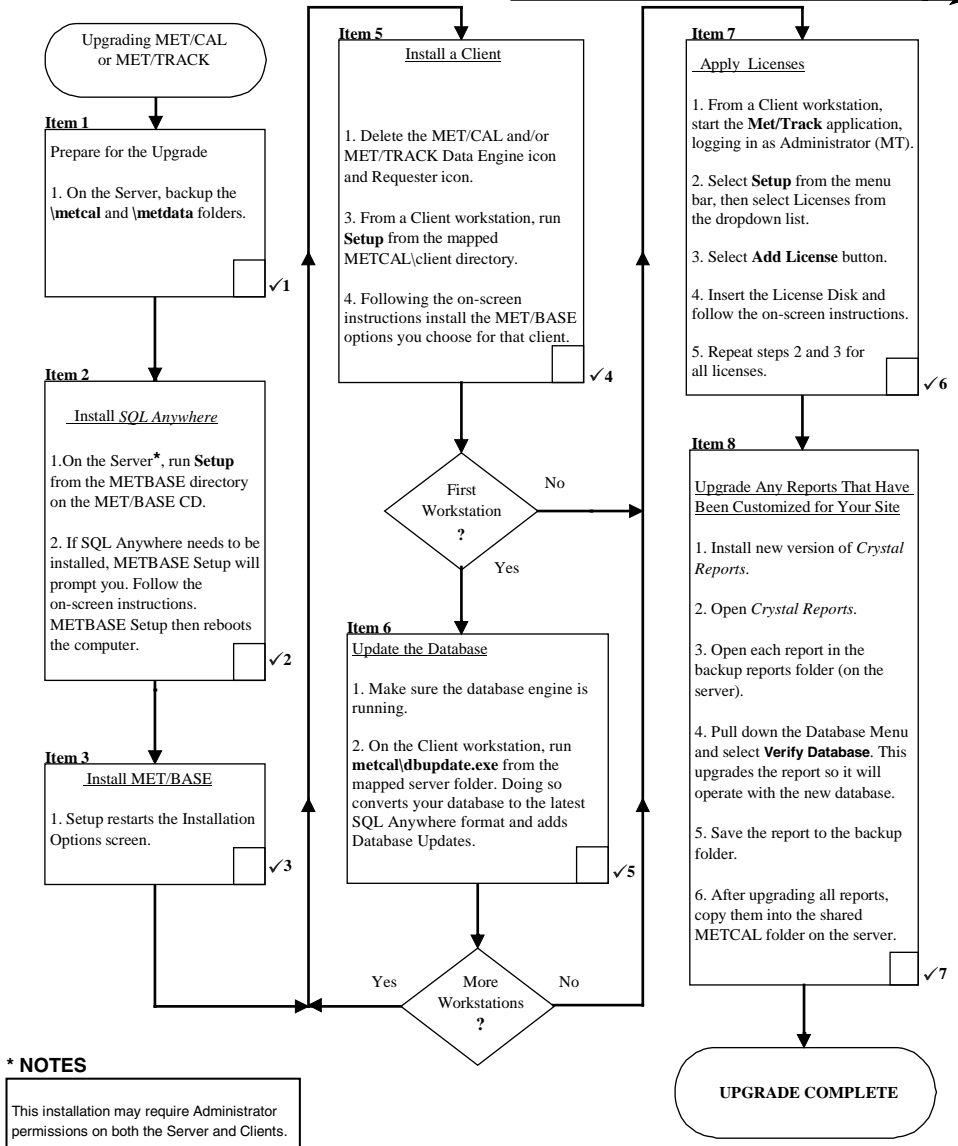 Upgrading MET/CAL
or MET/TRACK
Item 1
Prepare for the Upgrade
1. On the Server, backup the
\metcal and \metdata folders.
✓1
Item 2
Install SQL Anywhere
1.On the Server*, run Setup
from the METBASE directory
on the MET/BASE CD.
2. If SQL Anywhere needs to be
installed, METBASE Setup will
prompt you. Follow the
on-screen instructions.
METBASE Setup then reboots
the computer.
✓2
Item 3
Install MET/BASE
1. Setup restarts the Installation
Options screen.
✓3
Item 5
Install a Client
1. Delete the MET/CAL and/or
MET/TRACK Data Engine icon
and Requester icon.
3. From a Client workstation, run
Setup from the mapped
METCAL\client directory.
4. Following the on-screen
instructions install the MET/BASE
options you choose for that client.
✓4
First
Workstation
?
No
Yes
Item 6
Update the Database
1. Make sure the database engine is
running.
2. On the Client workstation, run
metcal\dbupdate.exe from the
mapped server folder. Doing so
converts your database to the latest
SQL Anywhere format and adds
Database Updates.
✓5
Yes
More
Workstations
?
No
Item 7
Apply Licenses
1. From a Client workstation,
start the Met/Track application,
logging in as Administrator (MT).
2. Select Setup from the menu
bar, then select Licenses from
the dropdown list.
3. Select Add License button.
4. Insert the License Disk and
follow the on-screen instructions.
5. Repeat steps 2 and 3 for
all licenses.
✓6
Item 8
Upgrade Any Reports That Have
Been Customized for Your Site
1. Install new version of Crystal
Reports.
2. Open Crystal Reports.
3. Open each report in the
backup reports folder (on the
server).
4. Pull down the Database Menu
and select Verify Database. This
upgrades the report so it will
operate with the new database.
5. Save the report to the backup
folder.
6. After upgrading all reports,
copy them into the shared
METCAL folder on the server.
✓7
UPGRADE COMPLETE
* NOTES
This installation may require Administrator
permissions on both the Server and Clients.